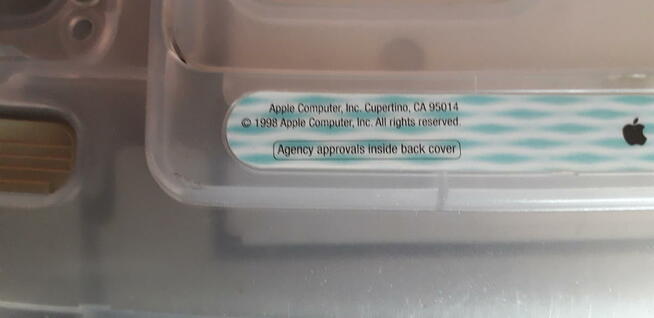 Apple Computer, Inc. Cupertino, CA 95014
© 1998 Apple Computer, Inc. All rights reserved.
Agency approvals inside back cover